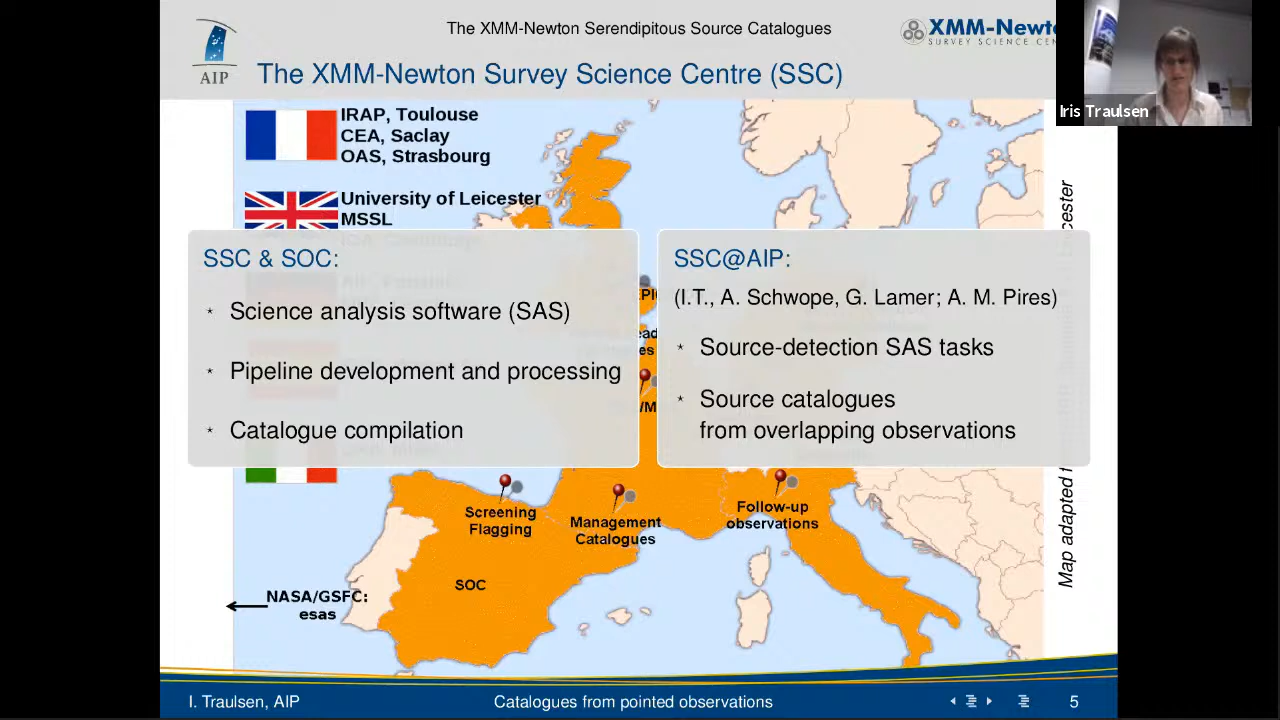 The XMM-Newton Serendipitous Source Catalogues
AIP
The XMM-Newton Survey Science Centre (SSC)
Iris Traulsen
IRAP, Toulouse
CEA, Saclay
OAS, Strasbourg
University of Leicester
MSSL
SSC & SOC:
* Science analysis software (SAS)
* Pipeline development and processing
* Catalogue compilation
SSC@AIP:
(I.T., A. Schwope, G. Lamer; A. M. Pires)
* Source-detection SAS tasks
* Source catalogues
from overlapping observations
Screening
Flagging
Management
Catalogues
Follow-up
observations
SOC
NASA/GSFC:
esas
Map adapted
I. Traulsen, AIP
Catalogues from pointed observations
5